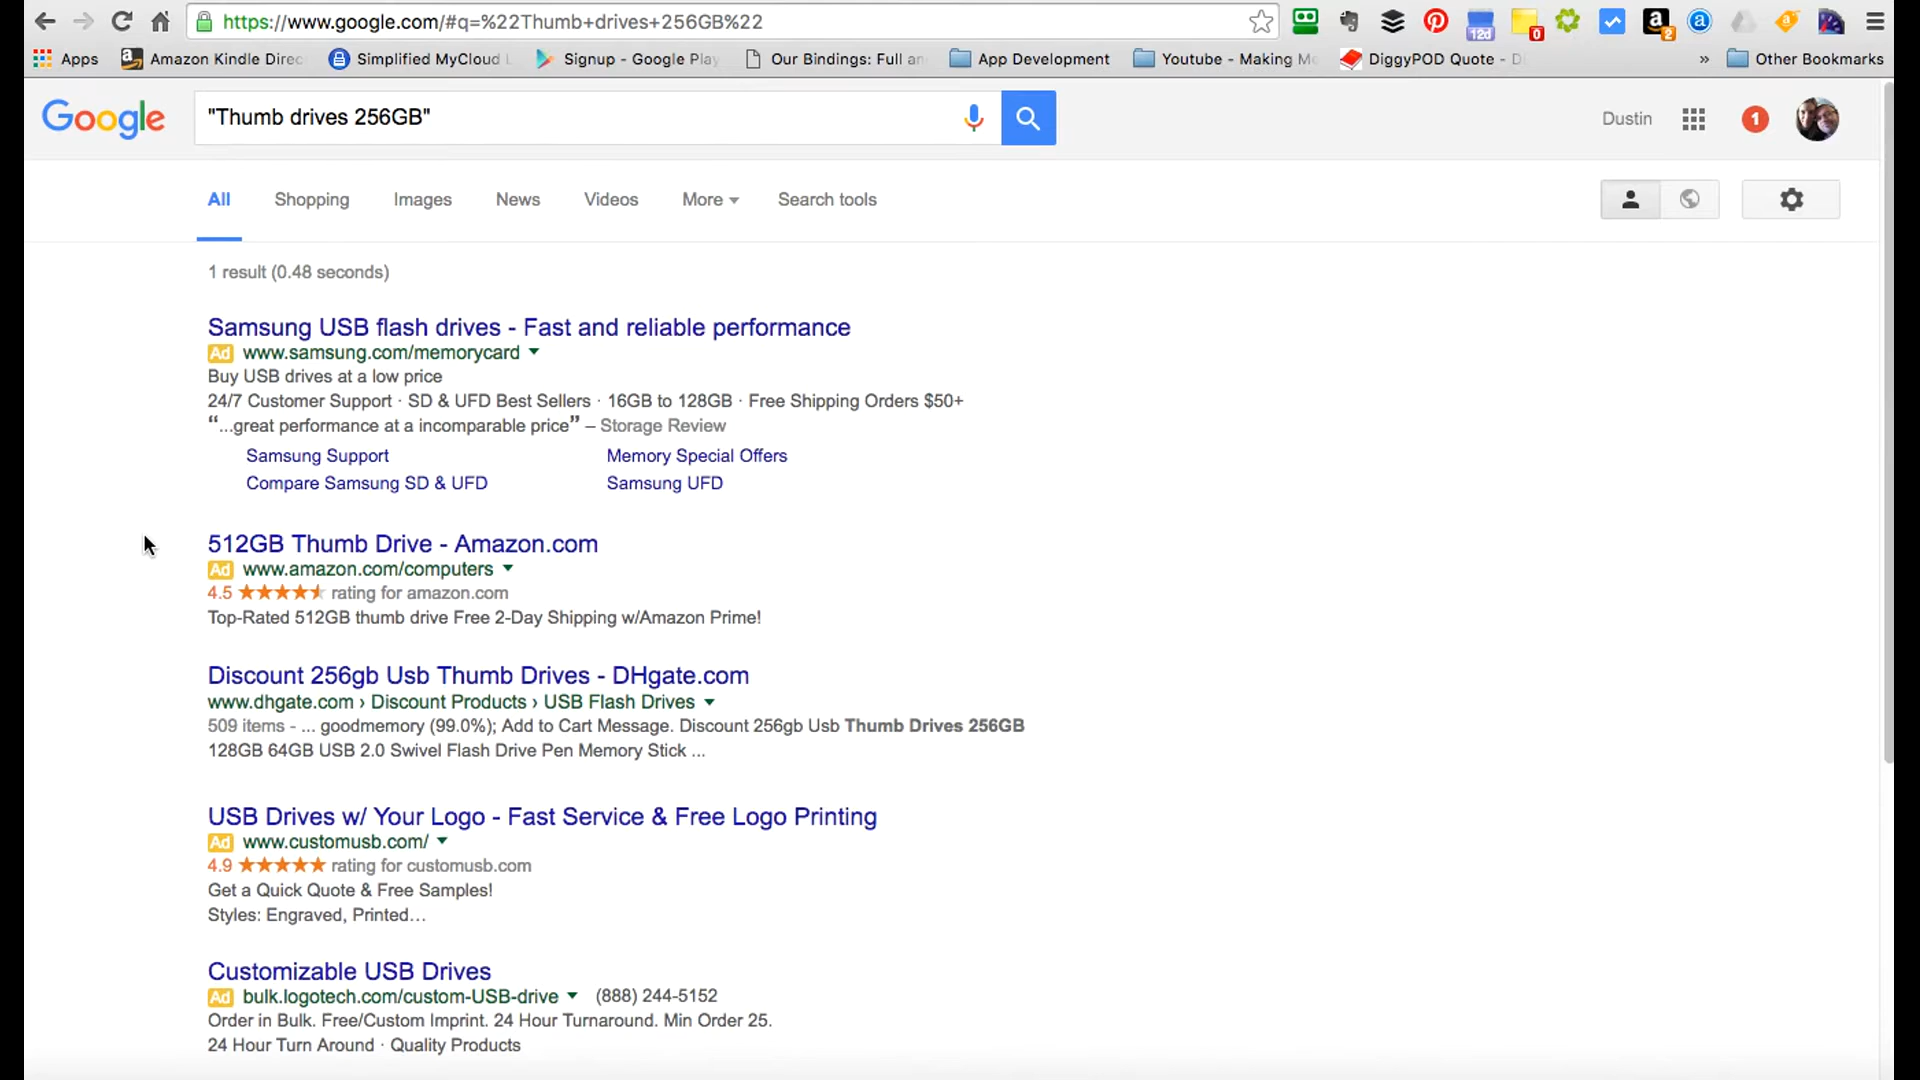 https://www.google.com/#q=%22Thumb+drives+256GB%22
12d
0
2
Apps
Amazon Kindle Direc
Simplified MyCloud
Signup - Google Play
Our Bindings: Full an
App Development
Youtube - Making Mo
DiggyPOD Quote - D
»
Other Bookmarks
Google
"Thumb drives 256GB"
Dustin
1
All
Shopping
Images
News
Videos
More
Search tools
1 result (0.48 seconds)
Samsung USB flash drives - Fast and reliable performance
Ad www.samsung.com/memorycard
Buy USB drives at a low price
24/7 Customer Support · SD & UFD Best Sellers · 16GB to 128GB · Free Shipping Orders $50+
“...great performance at a incomparable price” – Storage Review
Samsung Support
Memory Special Offers
Compare Samsung SD & UFD
Samsung UFD
512GB Thumb Drive - Amazon.com
Ad www.amazon.com/computers
4.5 ★★★★★ rating for amazon.com
Top-Rated 512GB thumb drive Free 2-Day Shipping w/Amazon Prime!
Discount 256gb Usb Thumb Drives - DHgate.com
www.dhgate.com › Discount Products › USB Flash Drives
509 items - ... goodmemory (99.0%); Add to Cart Message. Discount 256gb Usb Thumb Drives 256GB
128GB 64GB USB 2.0 Swivel Flash Drive Pen Memory Stick ...
USB Drives w/ Your Logo - Fast Service & Free Logo Printing
Ad www.customusb.com/
4.9 ★★★★★ rating for customusb.com
Get a Quick Quote & Free Samples!
Styles: Engraved, Printed…
Customizable USB Drives
Ad bulk.logotech.com/custom-USB-drive (888) 244-5152
Order in Bulk. Free/Custom Imprint. 24 Hour Turnaround. Min Order 25.
24 Hour Turn Around · Quality Products